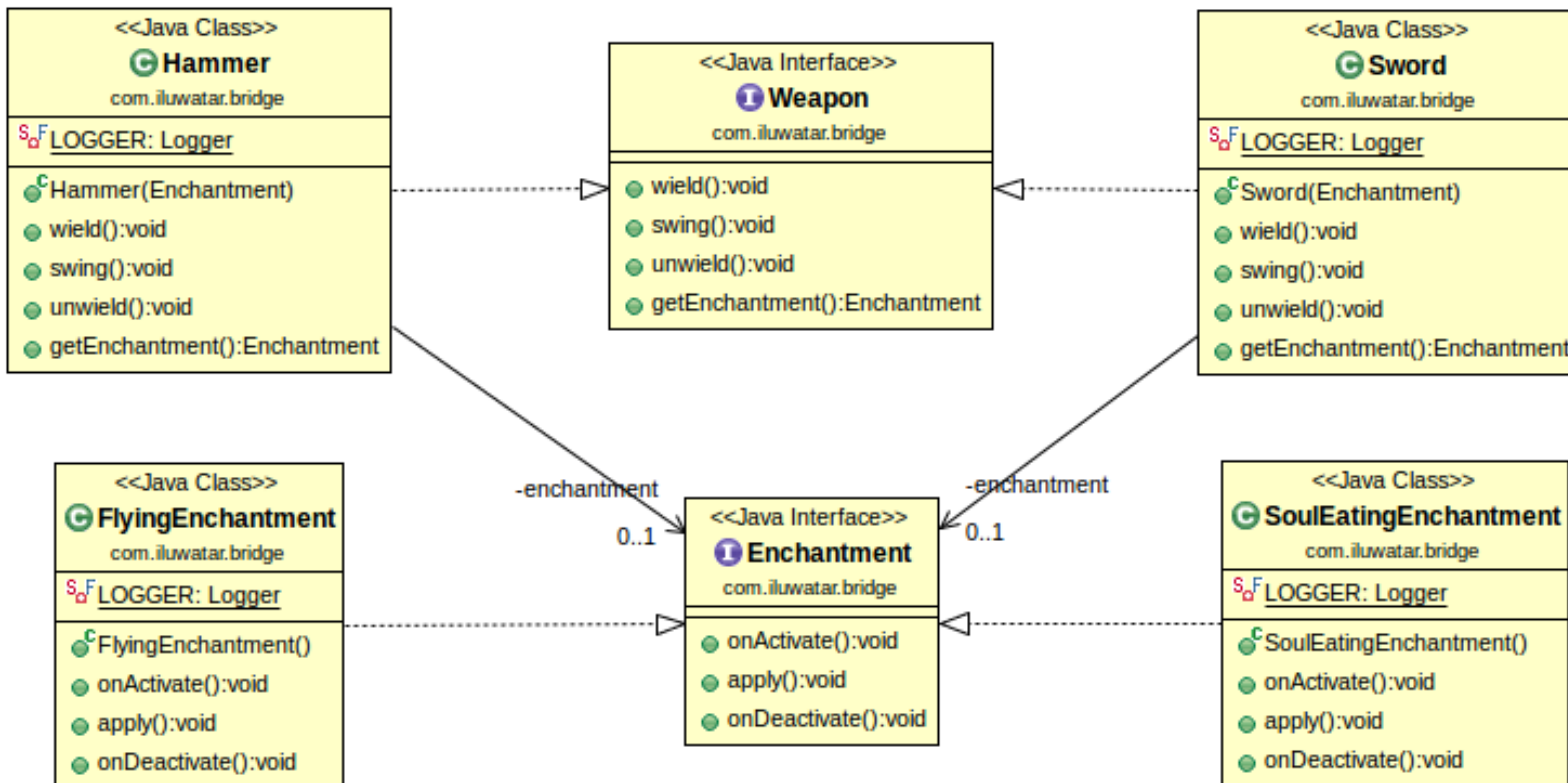 <<Java Class>>
Hammer
com.iluwatar.bridge
LOGGER: Logger
Hammer(Enchantment)
wield():void
swing():void
unwield():void
getEnchantment():Enchantment
<<Java Interface>>
Weapon
com.iluwatar.bridge
wield():void
swing():void
unwield():void
getEnchantment():Enchantment
<<Java Class>>
Sword
com.iluwatar.bridge
LOGGER: Logger
Sword(Enchantment)
wield():void
swing():void
unwield():void
getEnchantment():Enchantment
-enchantment
0..1
-enchantment
0..1
<<Java Class>>
FlyingEnchantment
com.iluwatar.bridge
LOGGER: Logger
FlyingEnchantment()
onActivate():void
apply():void
onDeactivate():void
<<Java Interface>>
Enchantment
com.iluwatar.bridge
onActivate():void
apply():void
onDeactivate():void
<<Java Class>>
SoulEatingEnchantment
com.iluwatar.bridge
LOGGER: Logger
SoulEatingEnchantment()
onActivate():void
apply():void
onDeactivate():void